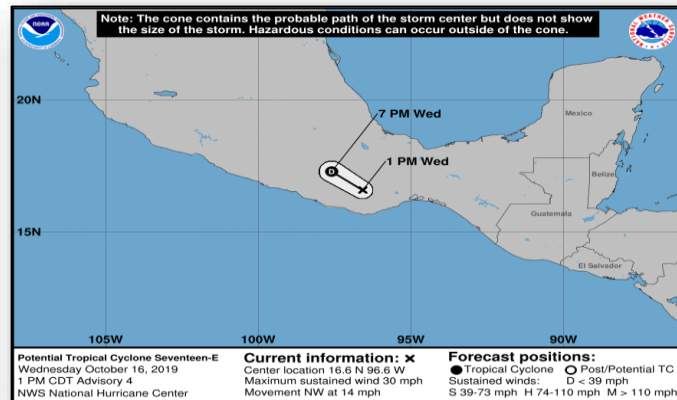 Note: The cone contains the probable path of the storm center but does not show
the size of the storm. Hazardous conditions can occur outside of the cone.
NOAA
NATIONAL WEATHER SERVICE
20N
7 PM Wed
Mexico
1 PM Wed
D
Belize
Guatemala
15N
El Salvador
105W 100W 95W 90W
Potential Tropical Cyclone Seventeen-E
Wednesday October 16, 2019
1 PM CDT Advisory 4
NWS National Hurricane Center
Current information: ×
Center location 16.6 N 96.6 W
Maximum sustained wind 30 mph
Movement NW at 14 mph
Forecast positions:
● Tropical Cyclone ○ Post/Potential TC
Sustained winds: D < 39 mph
S 39-73 mph H 74-110 mph M > 110 mph